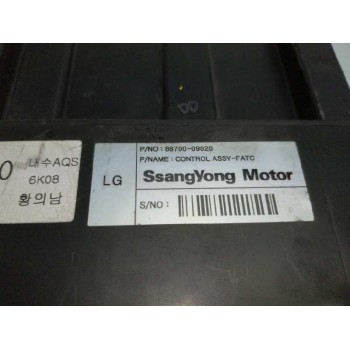 0
내수AQS
6K08
황의남
P/NO : 68700-09020
P/NAME : CONTROL ASSY-FATC
LG
SsangYong Motor
S/NO :